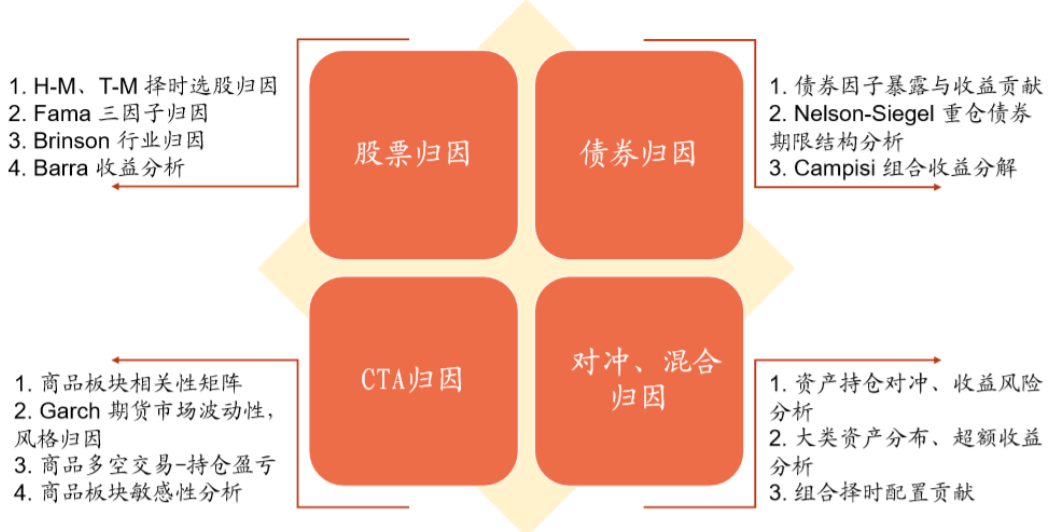 1. H-M、T-M 择时选股归因
2. Fama 三因子归因
3. Brinson 行业归因
4. Barra 收益分析
股票归因
债券归因
1. 债券因子暴露与收益贡献
2. Nelson-Siegel 重仓债券
期限结构分析
3. Campisi 组合收益分解
1. 商品板块相关性矩阵
2. Garch 期货市场波动性，
风格归因
3. 商品多空交易-持仓盈亏
4. 商品板块敏感性分析
CTA归因
对冲、混合
归因
1. 资产持仓对冲、收益风险
分析
2. 大类资产分布、超额收益
分析
3. 组合择时配置贡献